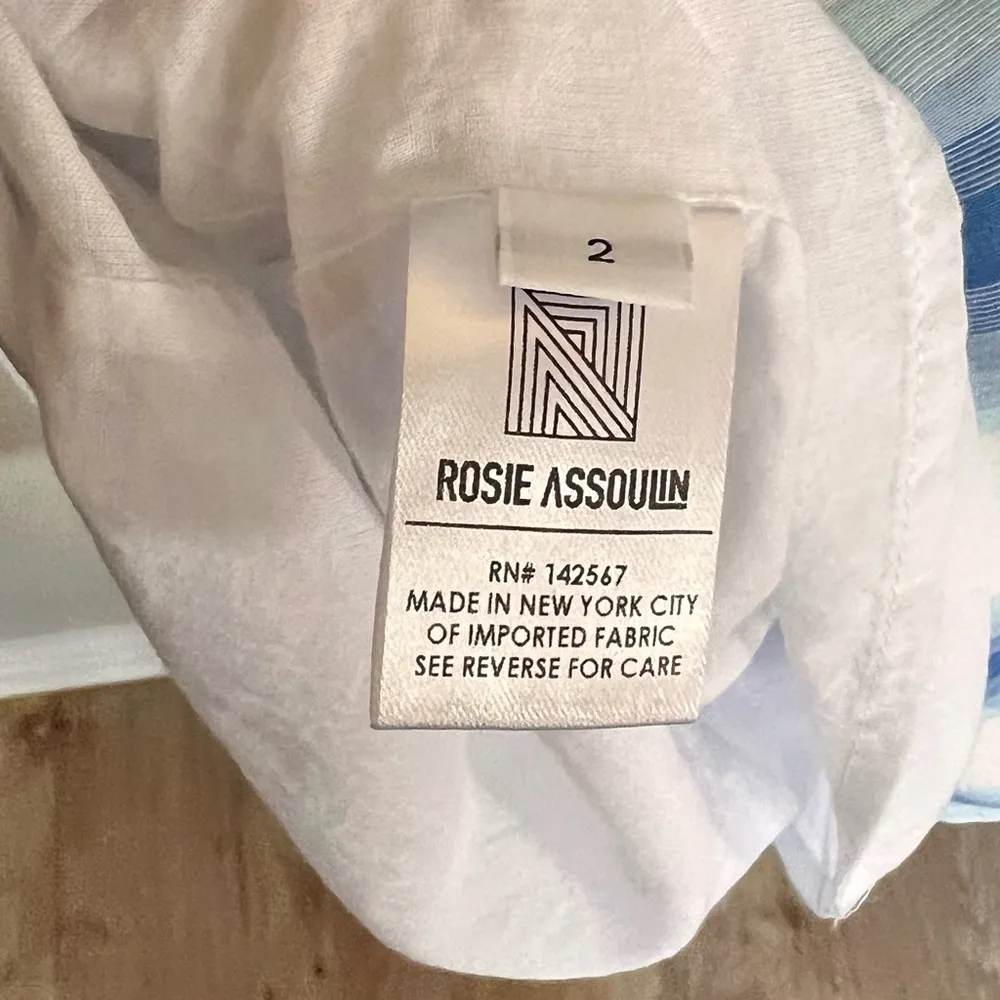 2
ROSIE ASSOULIN
RN# 142567
MADE IN NEW YORK CITY
OF IMPORTED FABRIC
SEE REVERSE FOR CARE